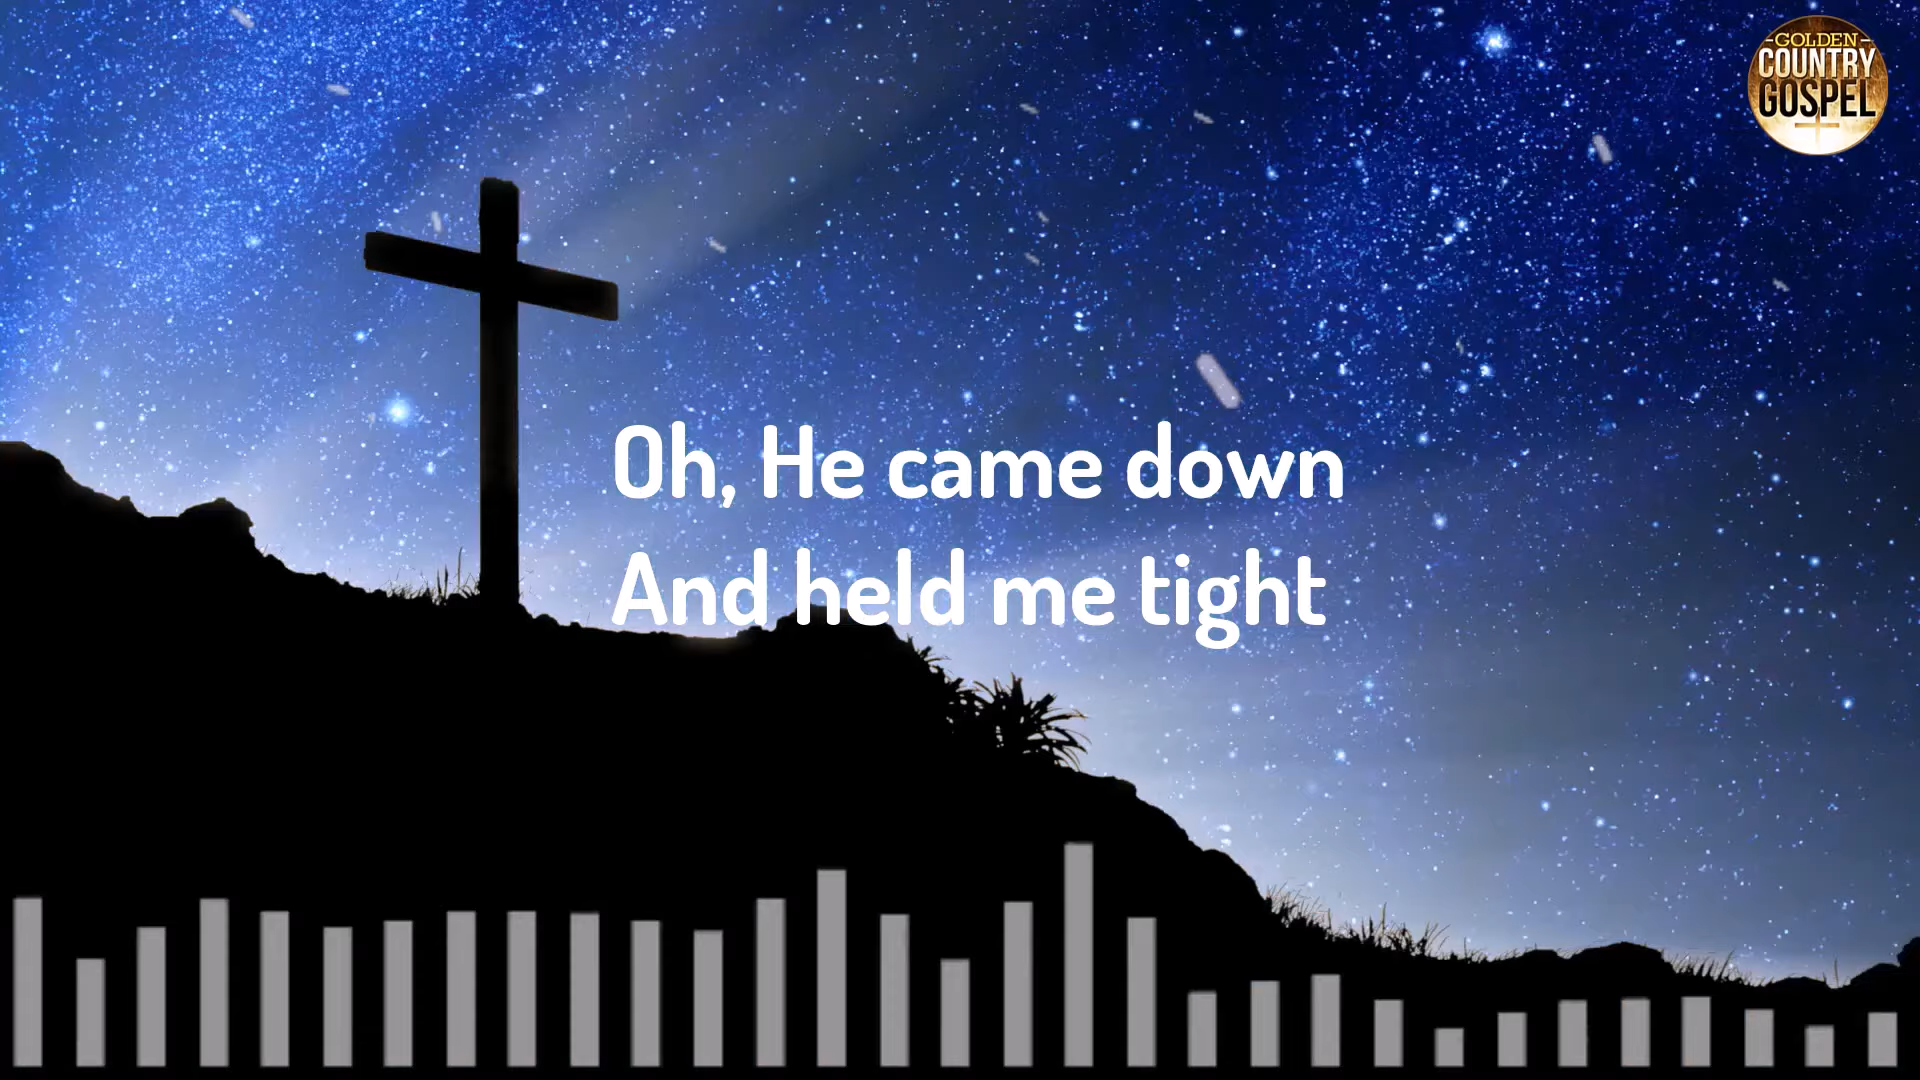 GOLDEN
COUNTRY
GOSPEL
Oh, He came down
And held me tight